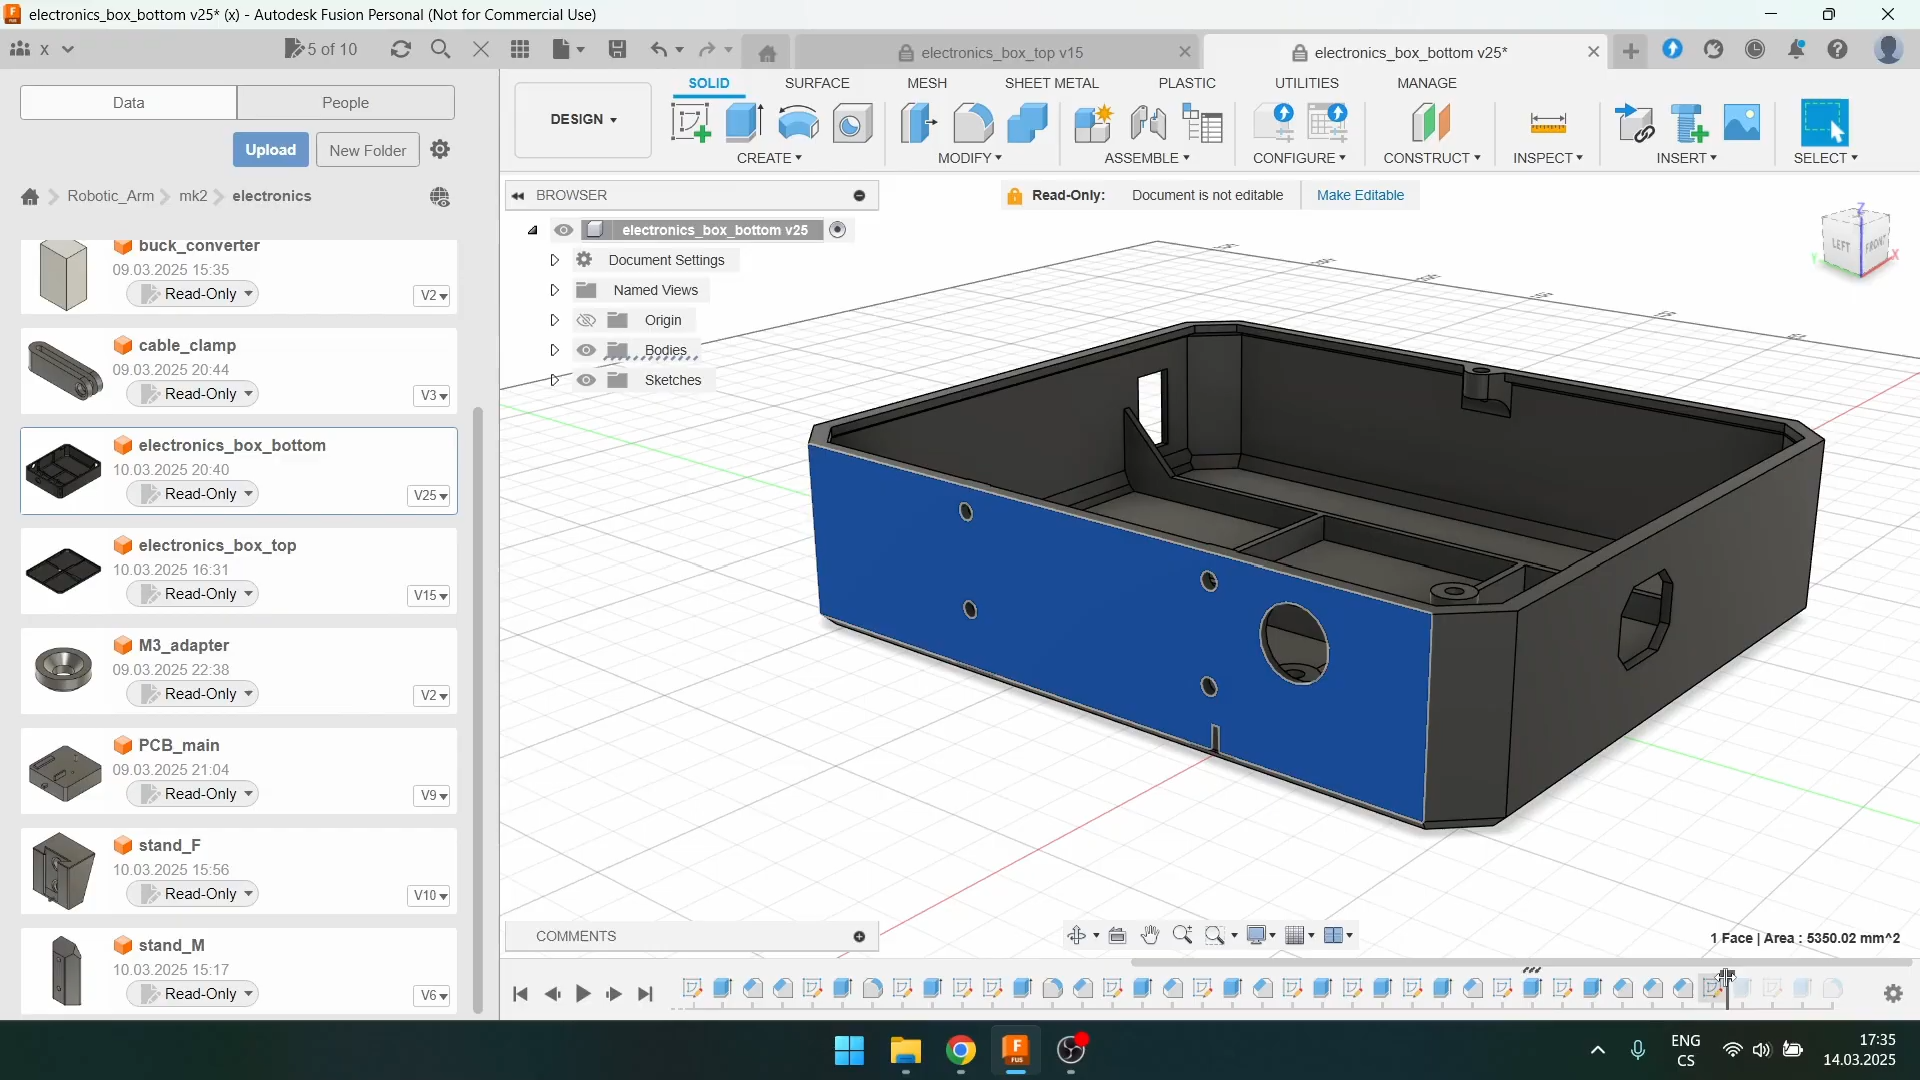 electronics_box_bottom v25* (x) - Autodesk Fusion Personal (Not for Commercial Use)
x
5 of 10
electronics_box_top v15
electronics_box_bottom v25*
Data
People
Upload
New Folder
Robotic_Arm
mk2
electronics
buck_converter
09.03.2025 15:35
Read-Only
V2
cable_clamp
09.03.2025 20:44
Read-Only
V3
electronics_box_bottom
10.03.2025 20:40
Read-Only
V25
electronics_box_top
10.03.2025 16:31
Read-Only
V15
M3_adapter
09.03.2025 22:38
Read-Only
V2
PCB_main
09.03.2025 21:04
Read-Only
V9
stand_F
10.03.2025 15:56
Read-Only
V10
stand_M
10.03.2025 15:17
Read-Only
V6
DESIGN
SOLID
SURFACE
MESH
SHEET METAL
PLASTIC
UTILITIES
MANAGE
CREATE
MODIFY
ASSEMBLE
CONFIGURE
CONSTRUCT
INSPECT
INSERT
SELECT
BROWSER
Read-Only:
Document is not editable
Make Editable
electronics_box_bottom v25
Document Settings
Named Views
Origin
Bodies
Sketches
Z
LEFT
FRONT
Y
X
COMMENTS
1 Face | Area : 5350.02 mm^2
F
FUS
ENG
CS
17:35
14.03.2025